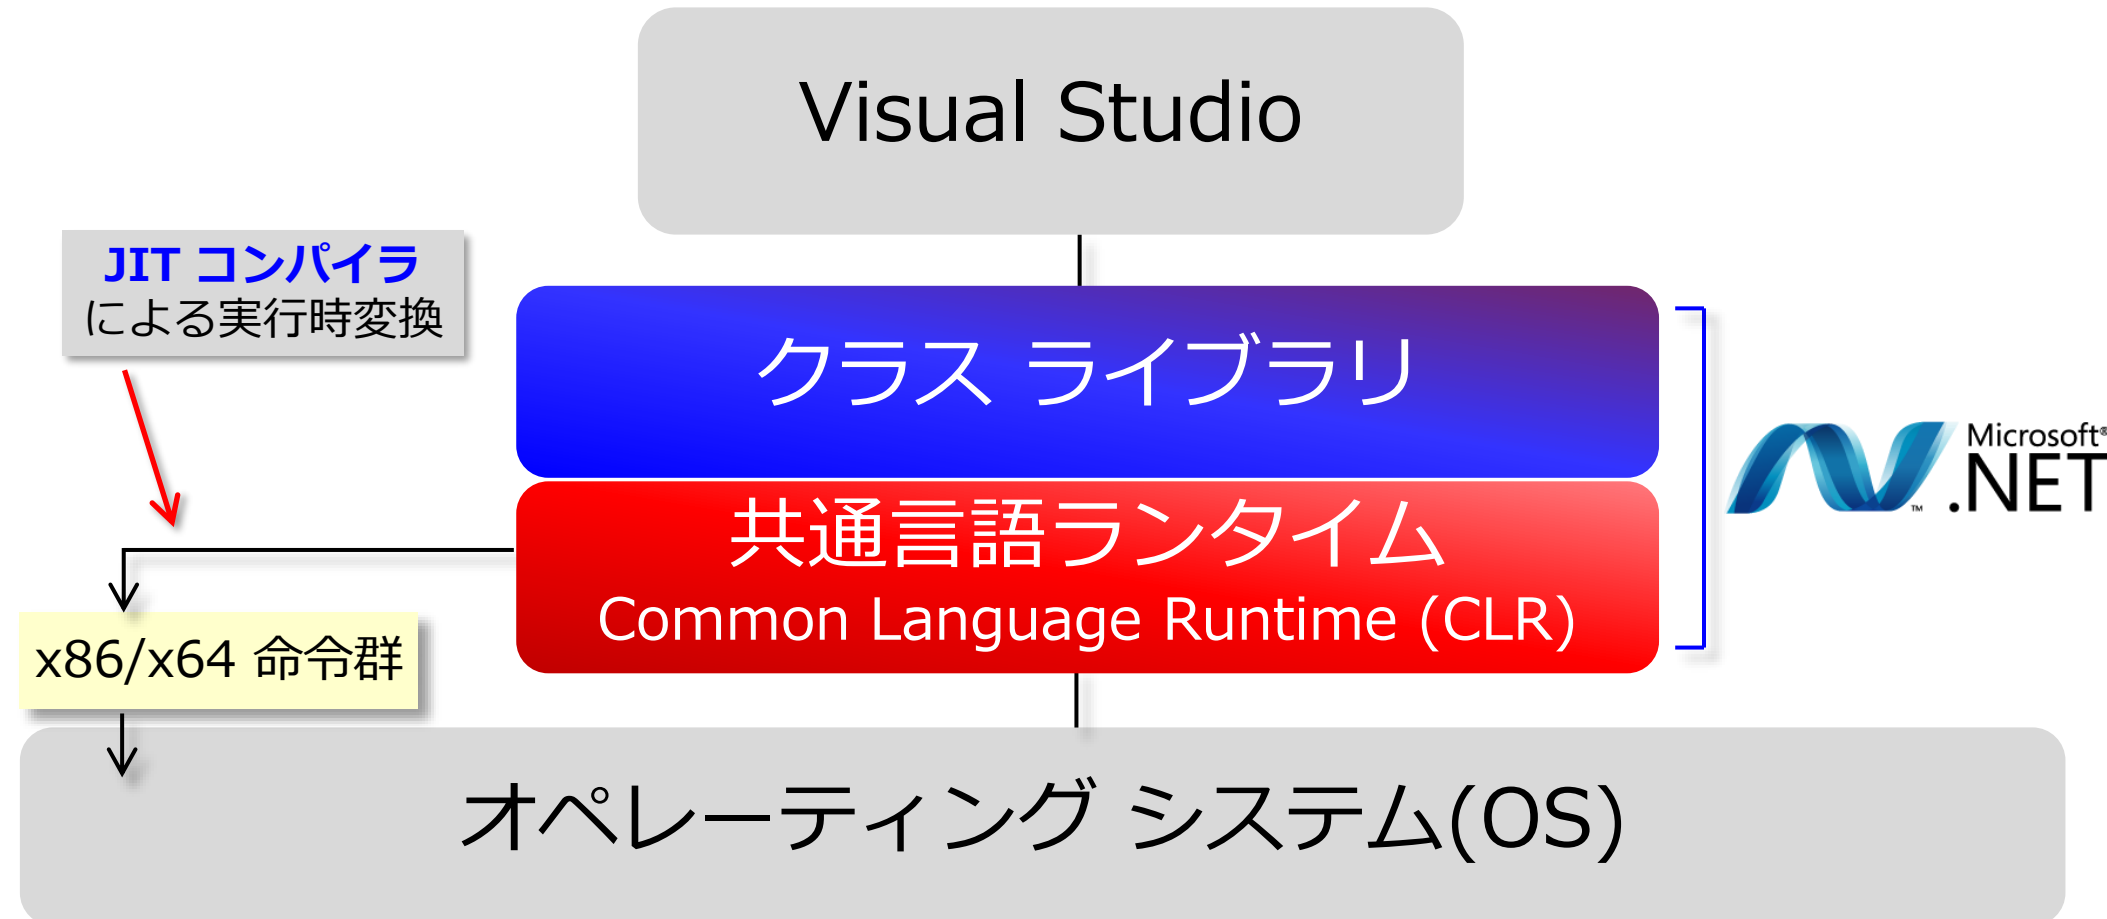 Visual Studio
JIT コンパイラ
による実行時変換
クラス ライブラリ
Microsoft®
.NET
™
共通言語ランタイム
Common Language Runtime (CLR)
x86/x64 命令群
オペレーティング システム(OS)